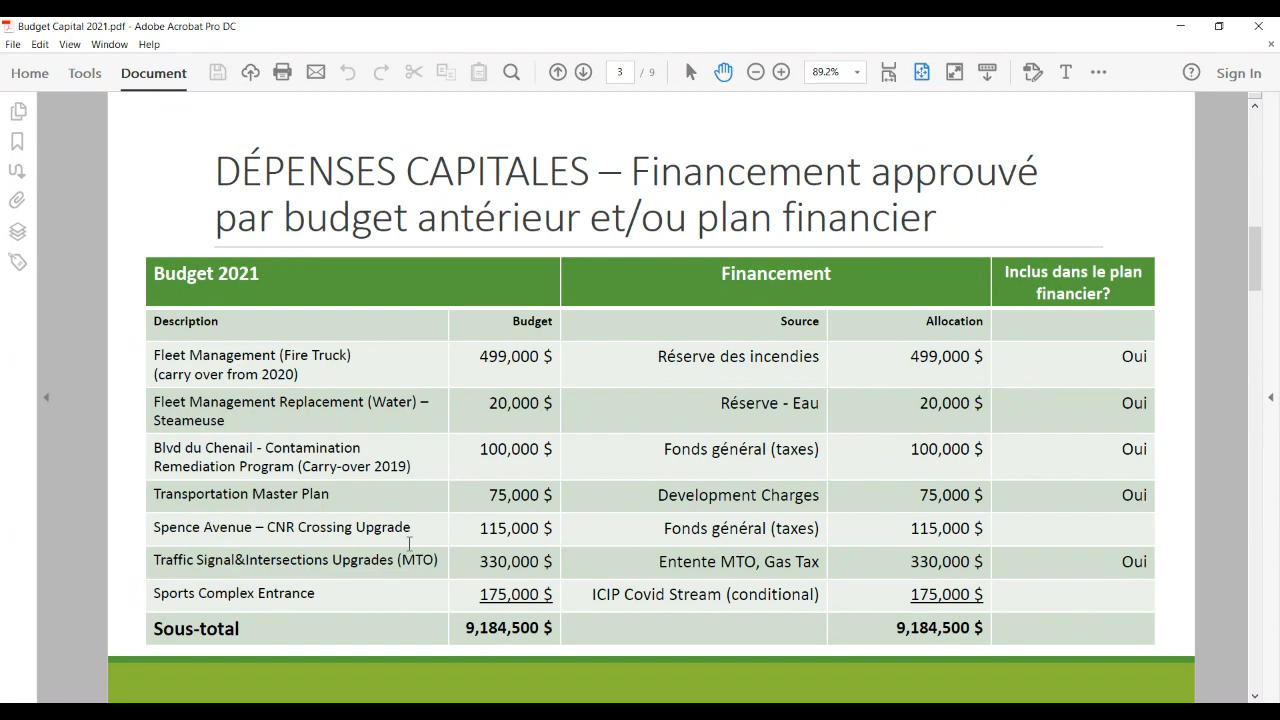 Budget Capital 2021.pdf - Adobe Acrobat Pro DC
File Edit View Window Help
Home Tools Document 3 / 9 89.2% Sign In
DÉPENSES CAPITALES – Financement approuvé
par budget antérieur et/ou plan financier
Budget 2021 Financement Inclus dans le plan
financier?
Description Budget Source Allocation
Fleet Management (Fire Truck) 499,000 $ Réserve des incendies 499,000 $ Oui
(carry over from 2020)
Fleet Management Replacement (Water) – 20,000 $ Réserve - Eau 20,000 $ Oui
Steameuse
Blvd du Chenail - Contamination 100,000 $ Fonds général (taxes) 100,000 $ Oui
Remediation Program (Carry-over 2019)
Transportation Master Plan 75,000 $ Development Charges 75,000 $ Oui
Spence Avenue – CNR Crossing Upgrade 115,000 $ Fonds général (taxes) 115,000 $
Traffic Signal&Intersections Upgrades (MTO) 330,000 $ Entente MTO, Gas Tax 330,000 $ Oui
Sports Complex Entrance 175,000 $ ICIP Covid Stream (conditional) 175,000 $
Sous-total 9,184,500 $ 9,184,500 $